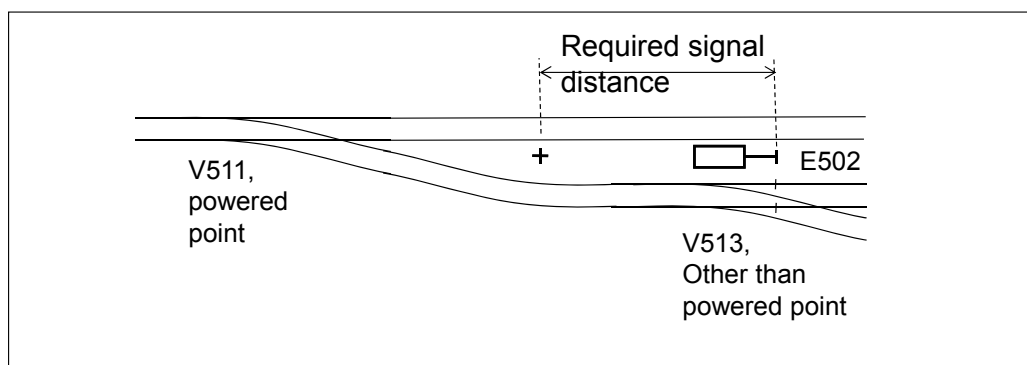 Required signal
distance
E502
V511,
powered
point
V513,
Other than
powered point